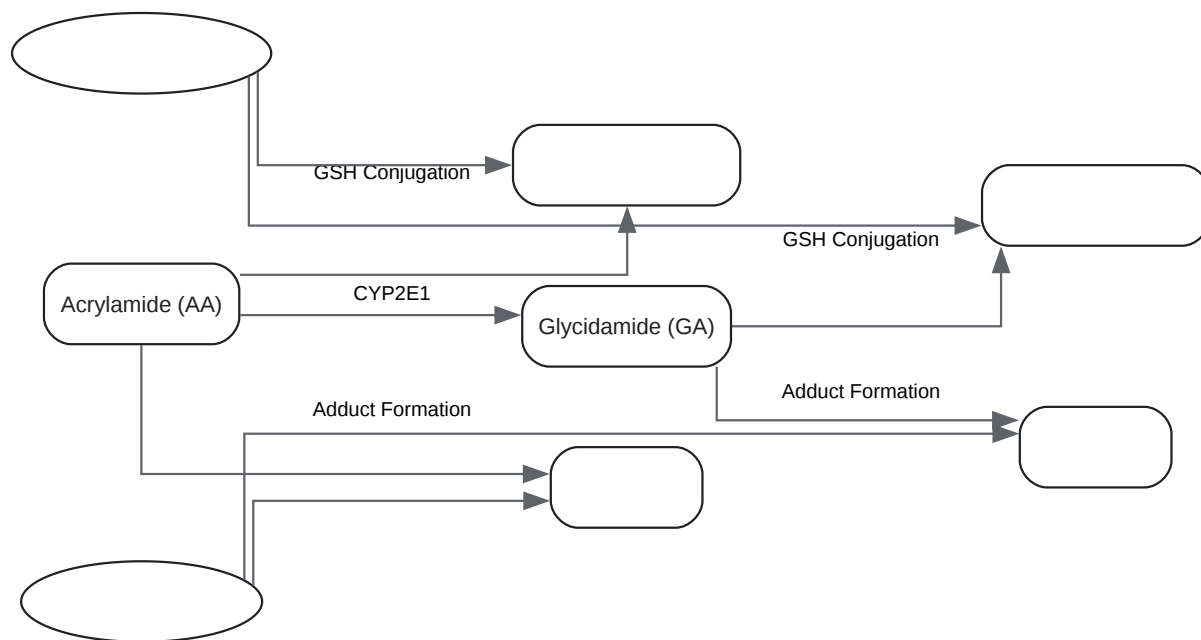 GSH Conjugation
GSH Conjugation
CYP2E1
Acrylamide (AA)
Glycidamide (GA)
Adduct Formation
Adduct Formation